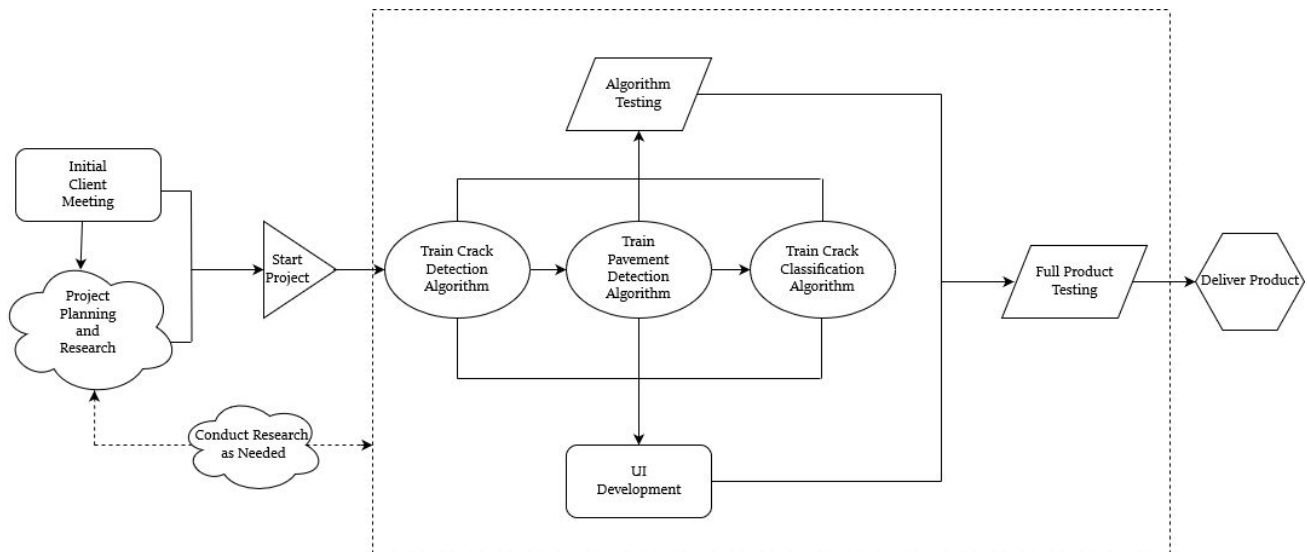 Initial
Client
Meeting
Project
Planning
and
Research
Conduct Research
as Needed
Start
Project
Algorithm
Testing
Train Crack
Detection
Algorithm
Train
Pavement
Detection
Algorithm
Train Crack
Classification
Algorithm
UI
Development
Full Product
Testing
Deliver Product